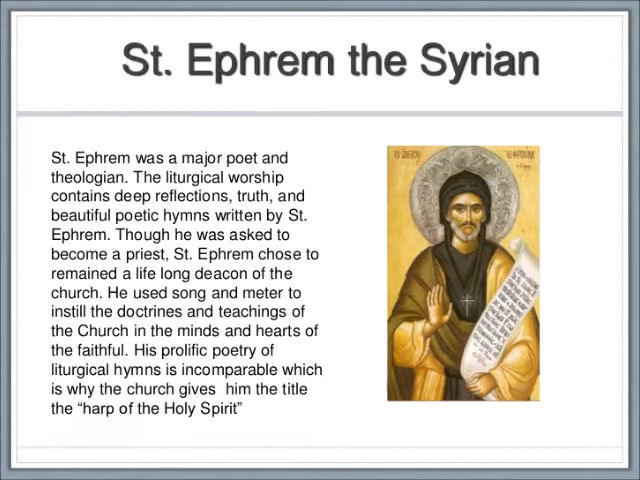 St. Ephrem the Syrian
St. Ephrem was a major poet and
theologian. The liturgical worship
contains deep reflections, truth, and
beautiful poetic hymns written by St.
Ephrem. Though he was asked to
become a priest, St. Ephrem chose to
remained a life long deacon of the
church. He used song and meter to
instill the doctrines and teachings of
the Church in the minds and hearts of
the faithful. His prolific poetry of
liturgical hymns is incomparable which
is why the church gives  him the title
the “harp of the Holy Spirit”